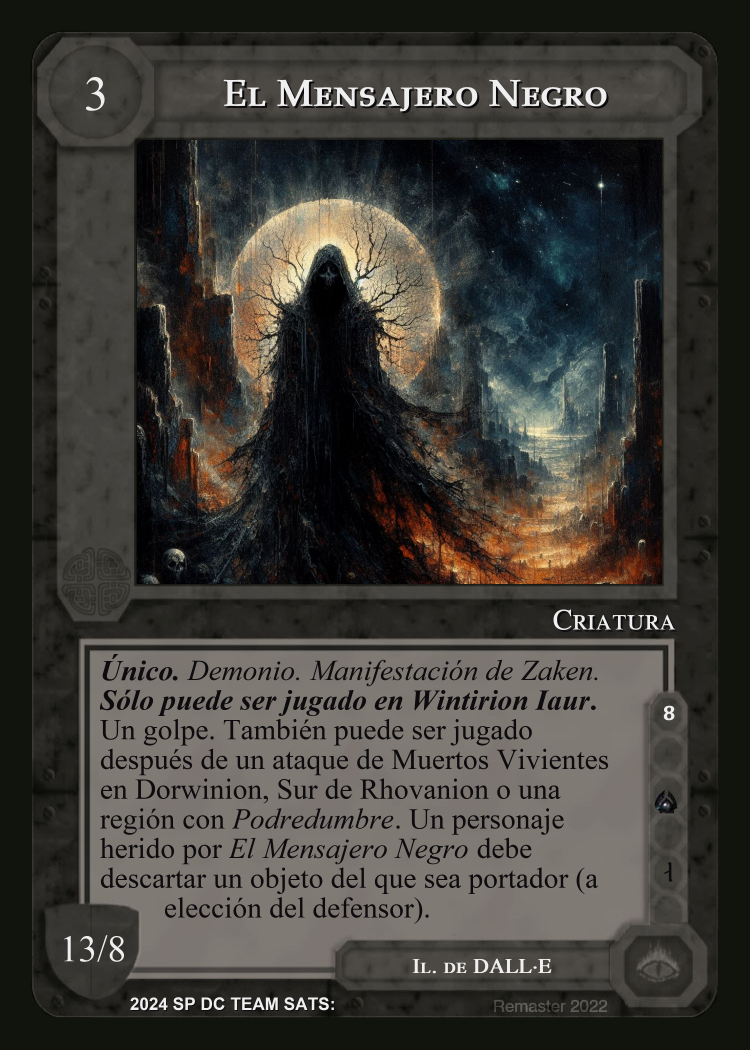 3
El Mensajero Negro
Criatura
Único. Demonio. Manifestación de Zaken.
Sólo puede ser jugado en Wintirion Iaur.
Un golpe. También puede ser jugado
después de un ataque de Muertos Vivientes
en Dorwinion, Sur de Rhovanion o una
región con Podredumbre. Un personaje
herido por El Mensajero Negro debe
descartar un objeto del que sea portador (a
elección del defensor).
8
13/8
Il. de DALL·E
2024 SP DC TEAM SATS:
Remaster 2022